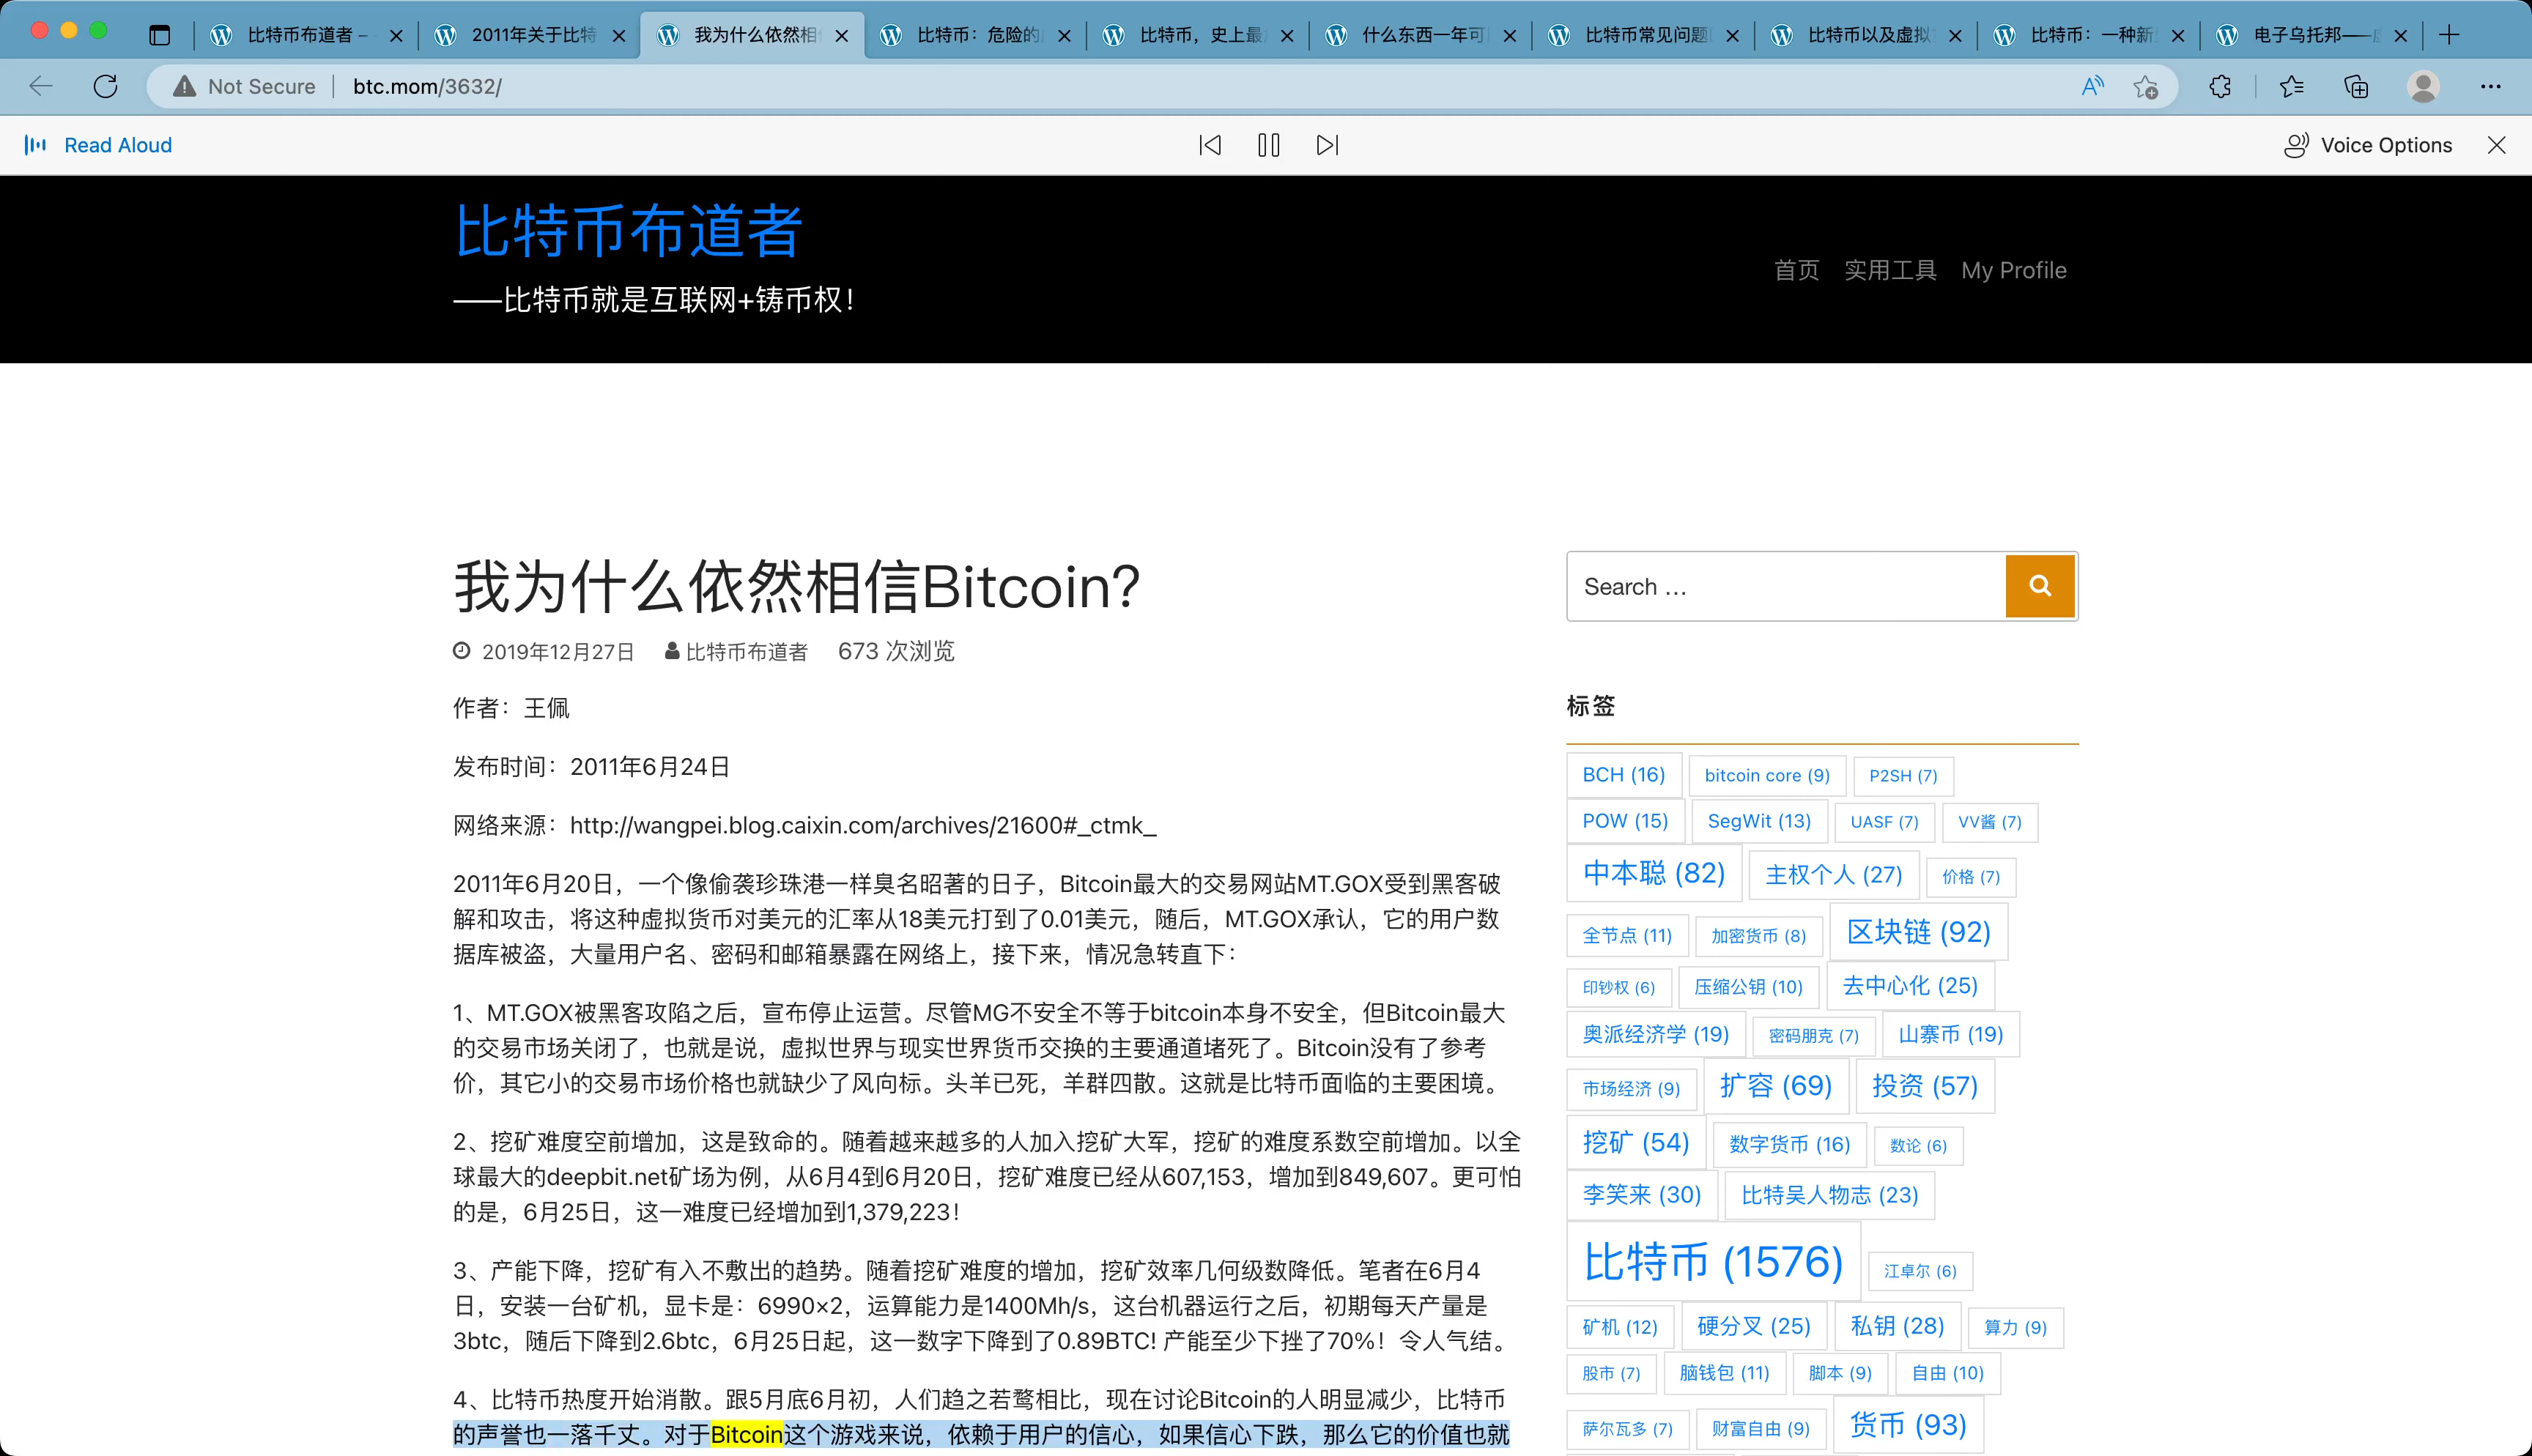 比特币布道者 –
2011年关于比特
我为什么依然相
比特币：危险的
比特币，史上最
什么东西一年可
比特币常见问题
比特币以及虚拟
比特币：一种新
电子乌托邦——
Not Secure
btc.mom/3632/
Read Aloud
Voice Options
比特币布道者
——比特币就是互联网+铸币权！
首页 实用工具 My Profile
我为什么依然相信Bitcoin?
2019年12月27日 比特币布道者 673 次浏览
作者：王佩
发布时间：2011年6月24日
网络来源：http://wangpei.blog.caixin.com/archives/21600#_ctmk_
2011年6月20日，一个像偷袭珍珠港一样臭名昭著的日子，Bitcoin最大的交易网站MT.GOX受到黑客破
解和攻击，将这种虚拟货币对美元的汇率从18美元打到了0.01美元，随后，MT.GOX承认，它的用户数
据库被盗，大量用户名、密码和邮箱暴露在网络上，接下来，情况急转直下：
1、MT.GOX被黑客攻陷之后，宣布停止运营。尽管MG不安全不等于bitcoin本身不安全，但Bitcoin最大
的交易市场关闭了，也就是说，虚拟世界与现实世界货币交换的主要通道堵死了。Bitcoin没有了参考
价，其它小的交易市场价格也就缺少了风向标。头羊已死，羊群四散。这就是比特币面临的主要困境。
2、挖矿难度空前增加，这是致命的。随着越来越多的人加入挖矿大军，挖矿的难度系数空前增加。以全
球最大的deepbit.net矿场为例，从6月4到6月20日，挖矿难度已经从607,153，增加到849,607。更可怕
的是，6月25日，这一难度已经增加到1,379,223！
3、产能下降，挖矿有入不敷出的趋势。随着挖矿难度的增加，挖矿效率几何级数降低。笔者在6月4
日，安装一台矿机，显卡是：6990×2，运算能力是1400Mh/s，这台机器运行之后，初期每天产量是
3btc，随后下降到2.6btc，6月25日起，这一数字下降到了0.89BTC! 产能至少下挫了70%！令人气结。
4、比特币热度开始消散。跟5月底6月初，人们趋之若鹜相比，现在讨论Bitcoin的人明显减少，比特币
的声誉也一落千丈。对于Bitcoin这个游戏来说，依赖于用户的信心，如果信心下跌，那么它的价值也就
Search …
标签
BCH (16) bitcoin core (9) P2SH (7)
POW (15) SegWit (13) UASF (7) VV酱 (7)
中本聪 (82) 主权个人 (27) 价格 (7)
全节点 (11) 加密货币 (8) 区块链 (92)
印钞权 (6) 压缩公钥 (10) 去中心化 (25)
奥派经济学 (19) 密码朋克 (7) 山寨币 (19)
市场经济 (9) 扩容 (69) 投资 (57)
挖矿 (54) 数字货币 (16) 数论 (6)
李笑来 (30) 比特吴人物志 (23)
比特币 (1576) 江卓尔 (6)
矿机 (12) 硬分叉 (25) 私钥 (28) 算力 (9)
股市 (7) 脑钱包 (11) 脚本 (9) 自由 (10)
萨尔瓦多 (7) 财富自由 (9) 货币 (93)